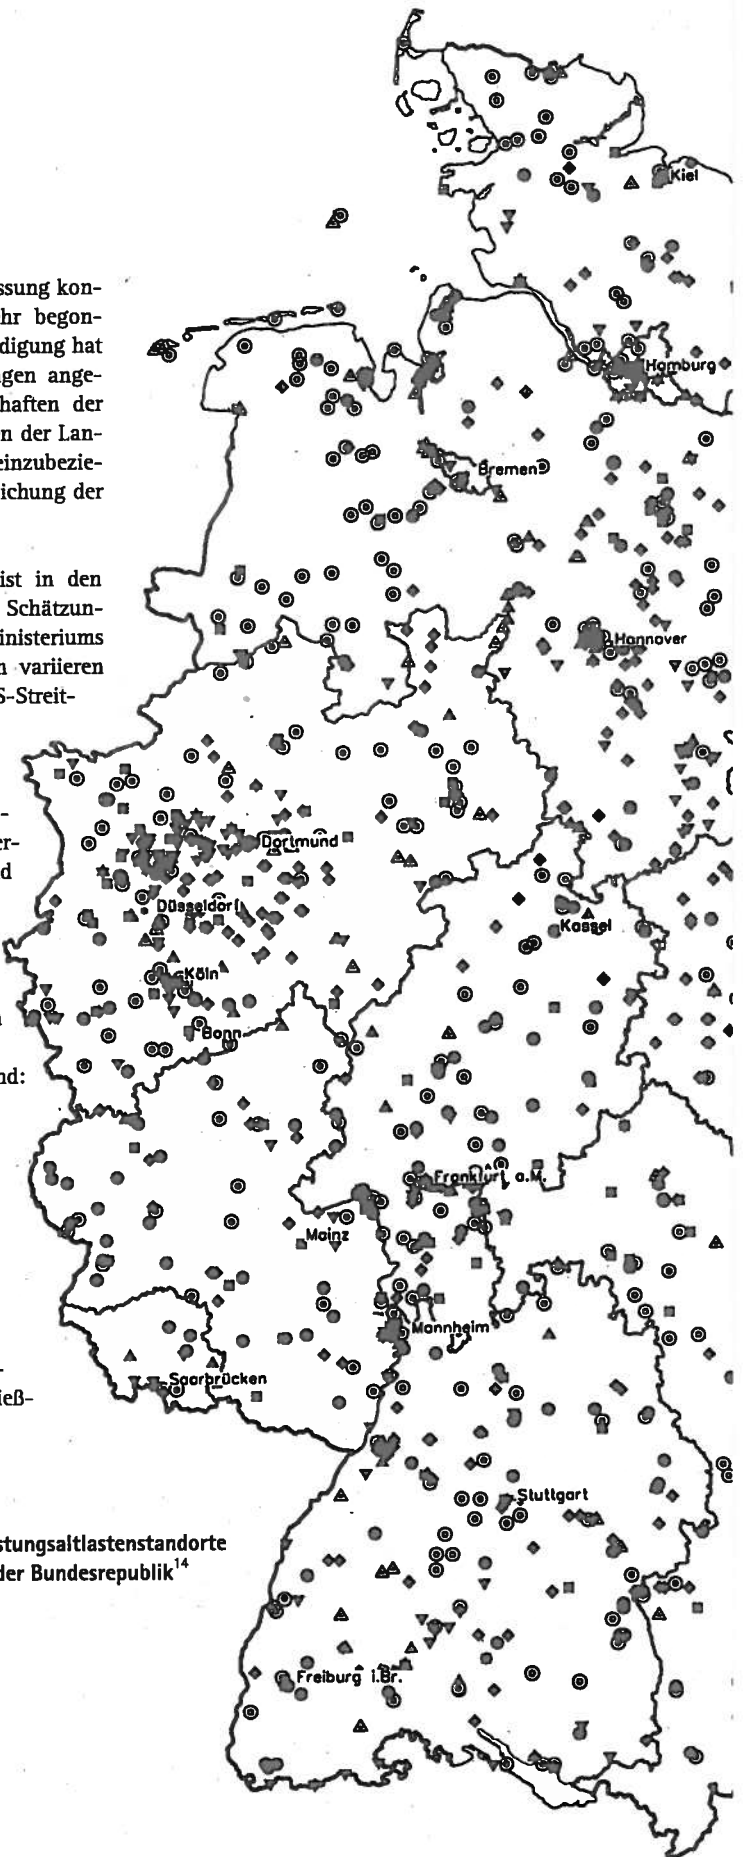 ssung kon-
hr begon-
digung hat
gen ange-
haften der
n der Lan-
einzubezie-
ichung der
ist in den
Schätzun-
inisteriums
n variieren
S-Streit-
-
er-
d
nd:
-
ieß-
stungsaltlastenstandorte
der Bundesrepublik14
Kiel
Hamburg
Bremen
Hannover
Dortmund
Düsseldorf
Kassel
Köln
Bonn
Frankfurt a.M.
Mainz
Mannheim
Saarbrücken
Stuttgart
Freiburg i.Br.